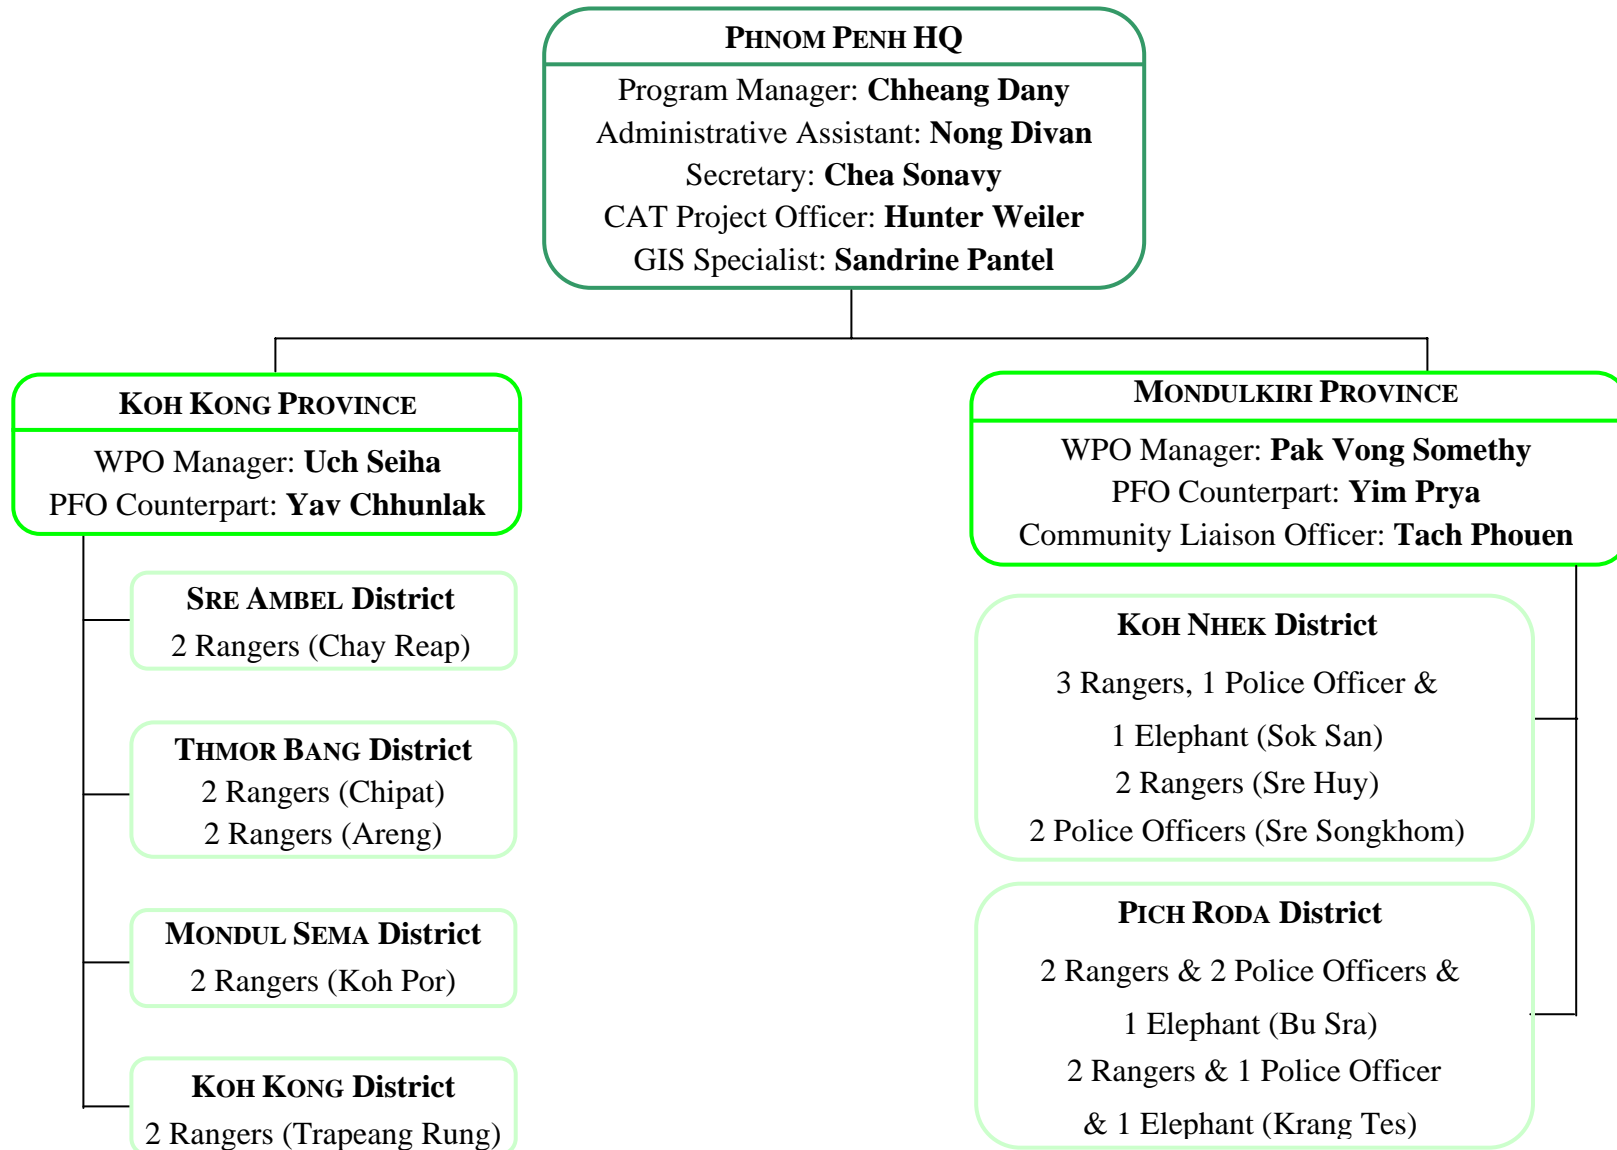 PHNOM PENH HQ
Program Manager: Chheang Dany
Administrative Assistant: Nong Divan
Secretary: Chea Sonavy
CAT Project Officer: Hunter Weiler
GIS Specialist: Sandrine Pantel
KOH KONG PROVINCE
WPO Manager: Uch Seiha
PFO Counterpart: Yav Chhunlak
SRE AMBEL District
2 Rangers (Chay Reap)
THMOR BANG District
2 Rangers (Chipat)
2 Rangers (Areng)
MONDUL SEMA District
2 Rangers (Koh Por)
KOH KONG District
2 Rangers (Trapeang Rung)
MONDULKIRI PROVINCE
WPO Manager: Pak Vong Somethy
PFO Counterpart: Yim Prya
Community Liaison Officer: Tach Phouen
KOH NHEK District
3 Rangers, 1 Police Officer &
1 Elephant (Sok San)
2 Rangers (Sre Huy)
2 Police Officers (Sre Songkhom)
PICH RODA District
2 Rangers & 2 Police Officers &
1 Elephant (Bu Sra)
2 Rangers & 1 Police Officer
& 1 Elephant (Krang Tes)